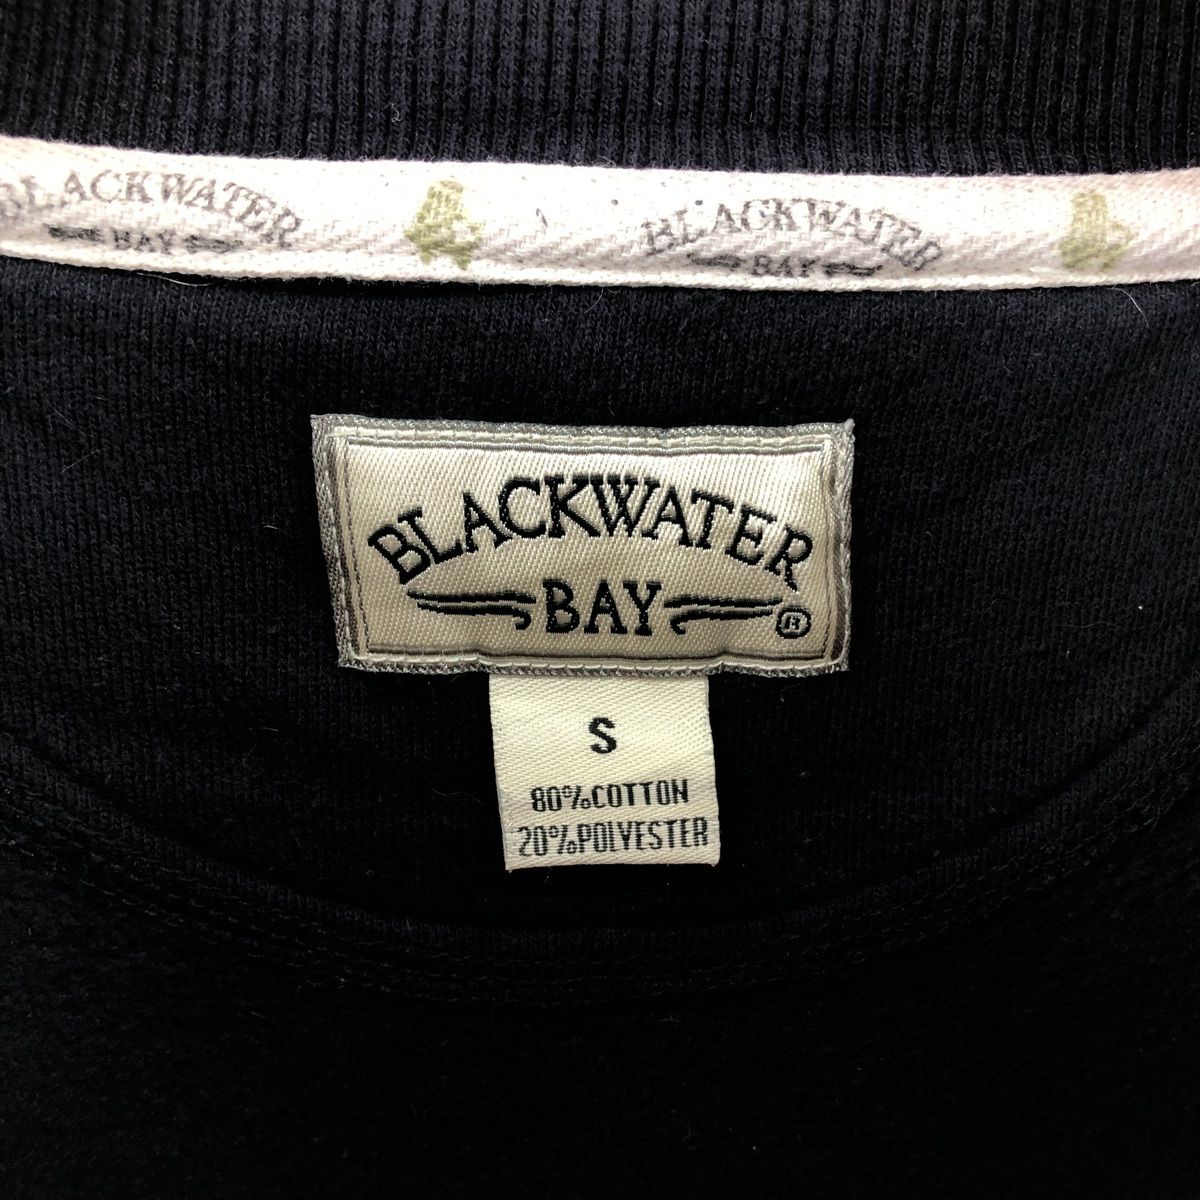 BLACKWATER BLACKWATER
BAY BAY
BLACKWATER
BAY ®
S
80%COTTON
20%POLYESTER